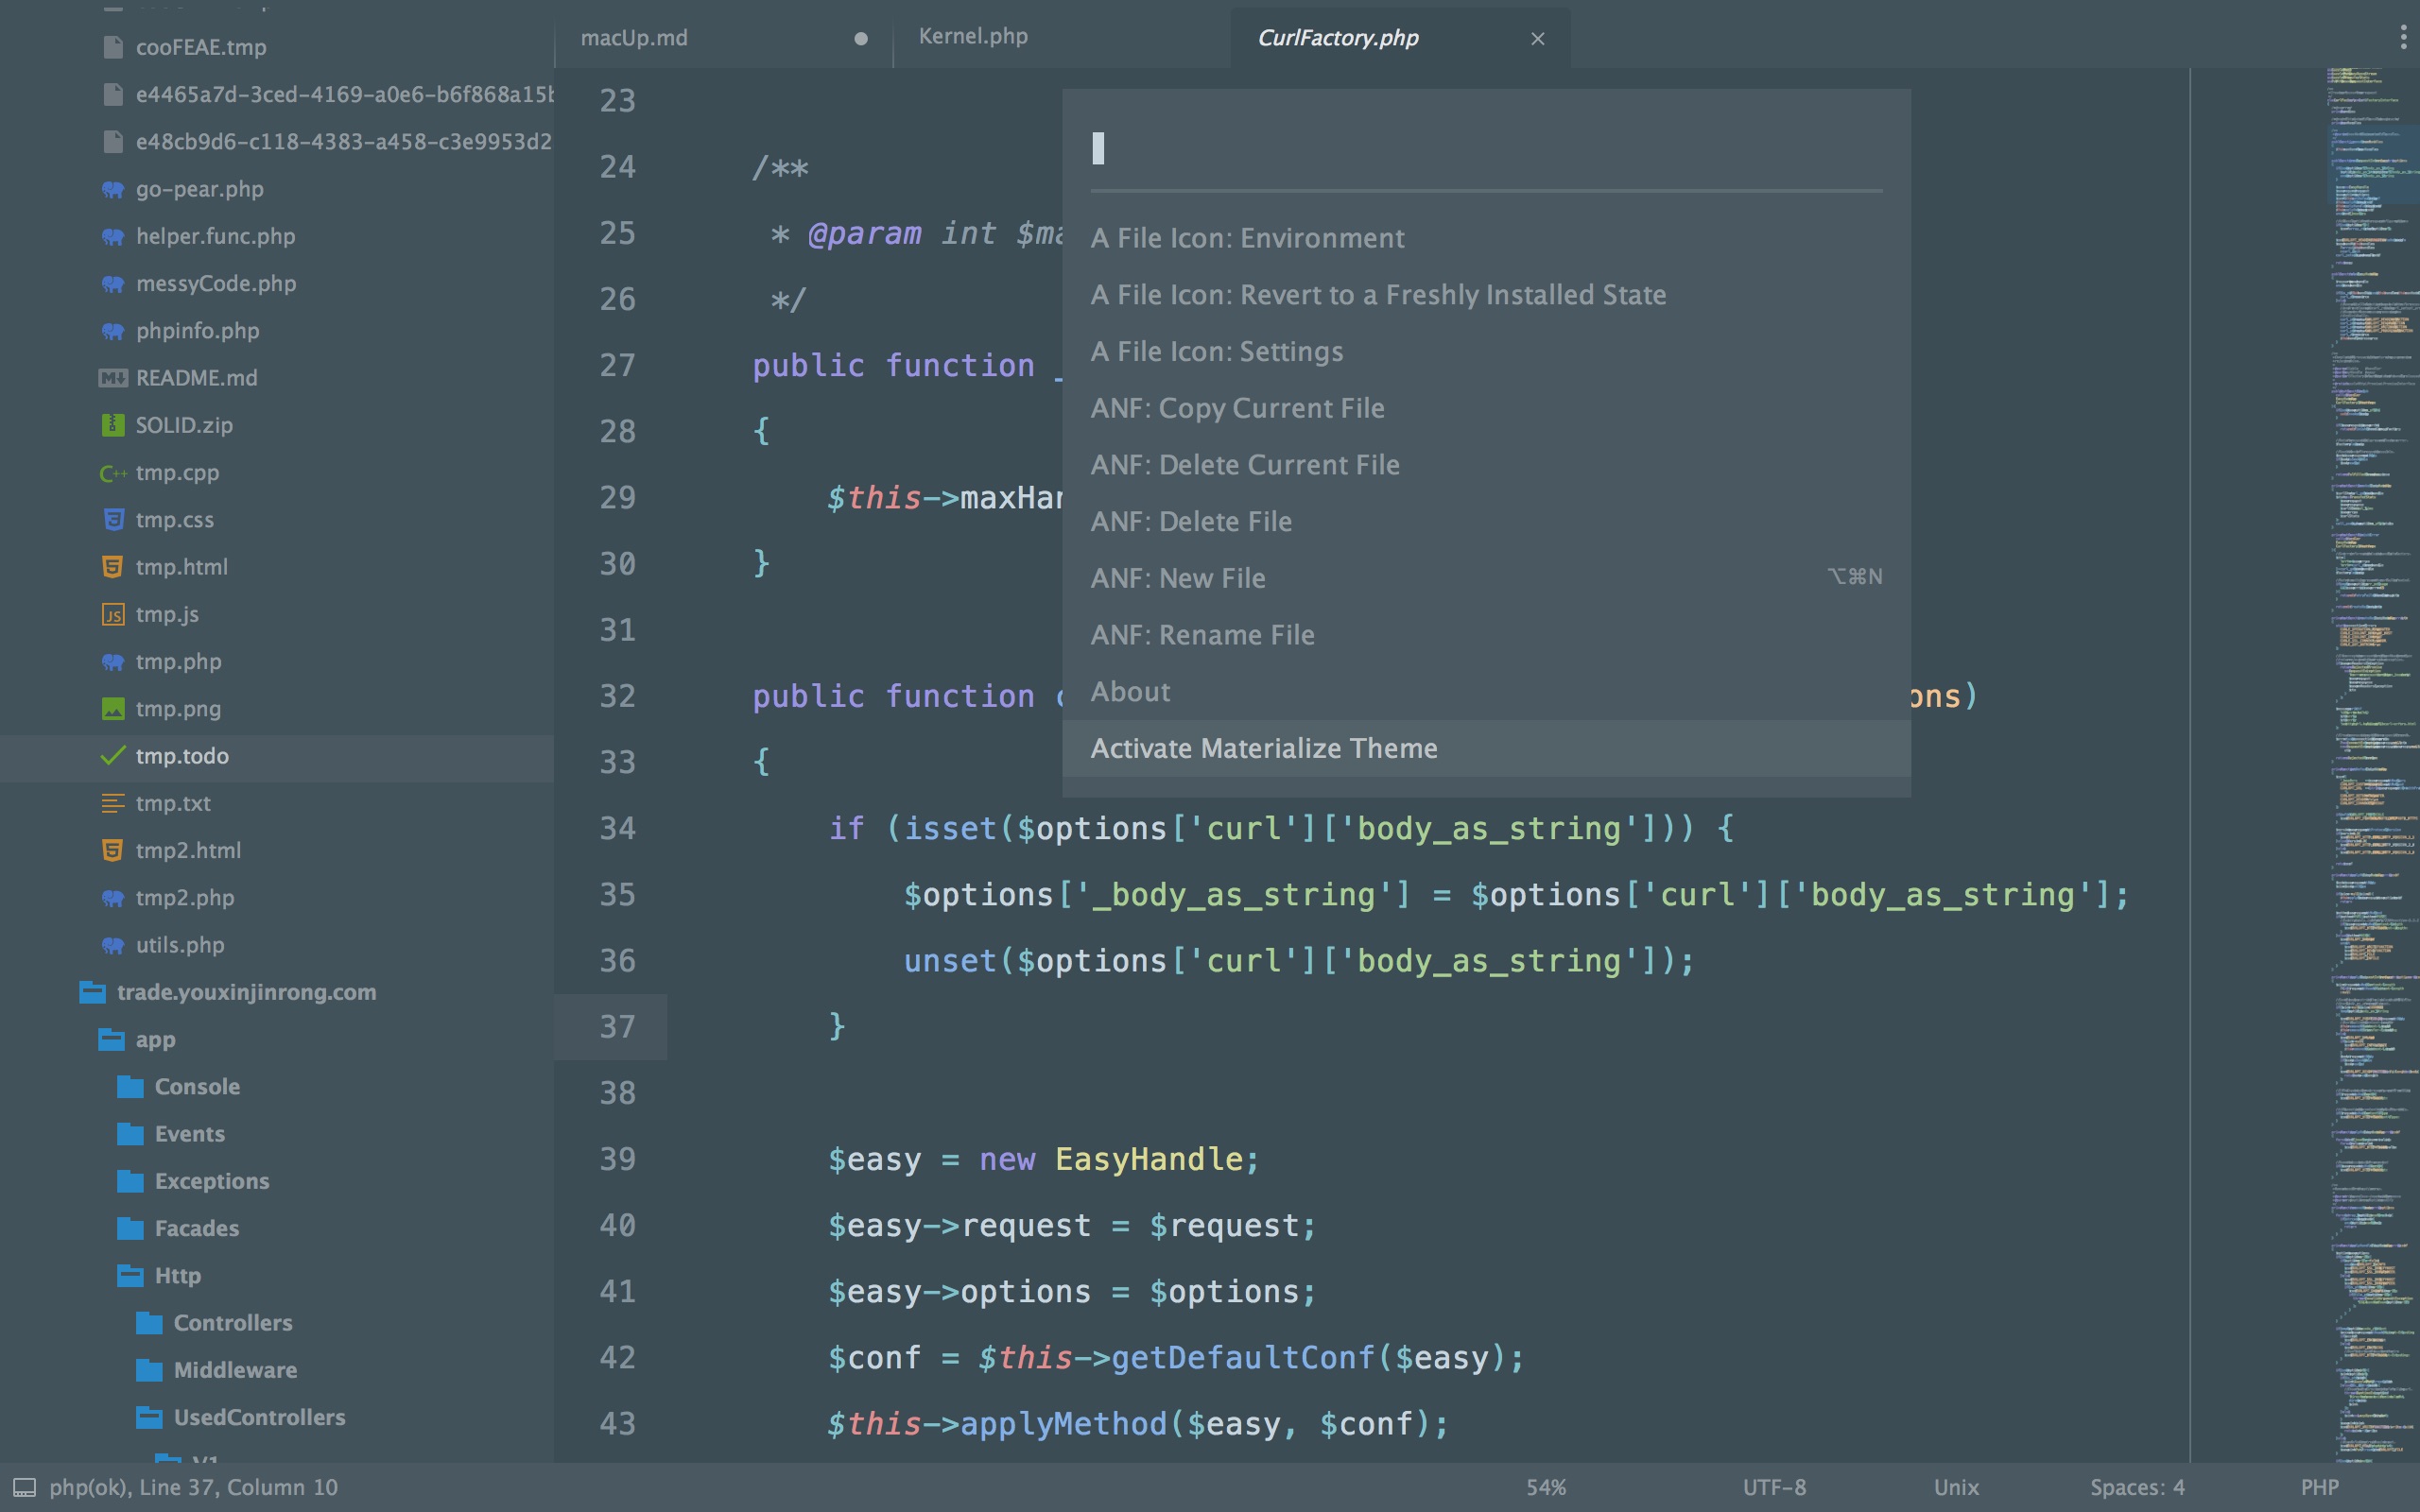 cooFEAE.tmp
e4465a7d-3ced-4169-a0e6-b6f868a15b
e48cb9d6-c118-4383-a458-c3e9953d2
go-pear.php
helper.func.php
messyCode.php
phpinfo.php
README.md
SOLID.zip
tmp.cpp
tmp.css
tmp.html
tmp.js
tmp.php
tmp.png
tmp.todo
tmp.txt
tmp2.html
tmp2.php
utils.php
trade.youxinjinrong.com
app
Console
Events
Exceptions
Facades
Http
Controllers
Middleware
UsedControllers
V1
macUp.md
Kernel.php
CurlFactory.php
23
24 /**
25 * @param int $ma
26 */
27 public function _
28 {
29 $this->maxHan
30 }
31
32 public function c ons)
33 {
34 if (isset($options['curl']['body_as_string'])) {
35 $options['_body_as_string'] = $options['curl']['body_as_string'];
36 unset($options['curl']['body_as_string']);
37 }
38
39 $easy = new EasyHandle;
40 $easy->request = $request;
41 $easy->options = $options;
42 $conf = $this->getDefaultConf($easy);
43 $this->applyMethod($easy, $conf);
A File Icon: Environment
A File Icon: Revert to a Freshly Installed State
A File Icon: Settings
ANF: Copy Current File
ANF: Delete Current File
ANF: Delete File
ANF: New File ⌥⌘N
ANF: Rename File
About
Activate Materialize Theme
php(ok), Line 37, Column 10
54%
UTF-8
Unix
Spaces: 4
PHP